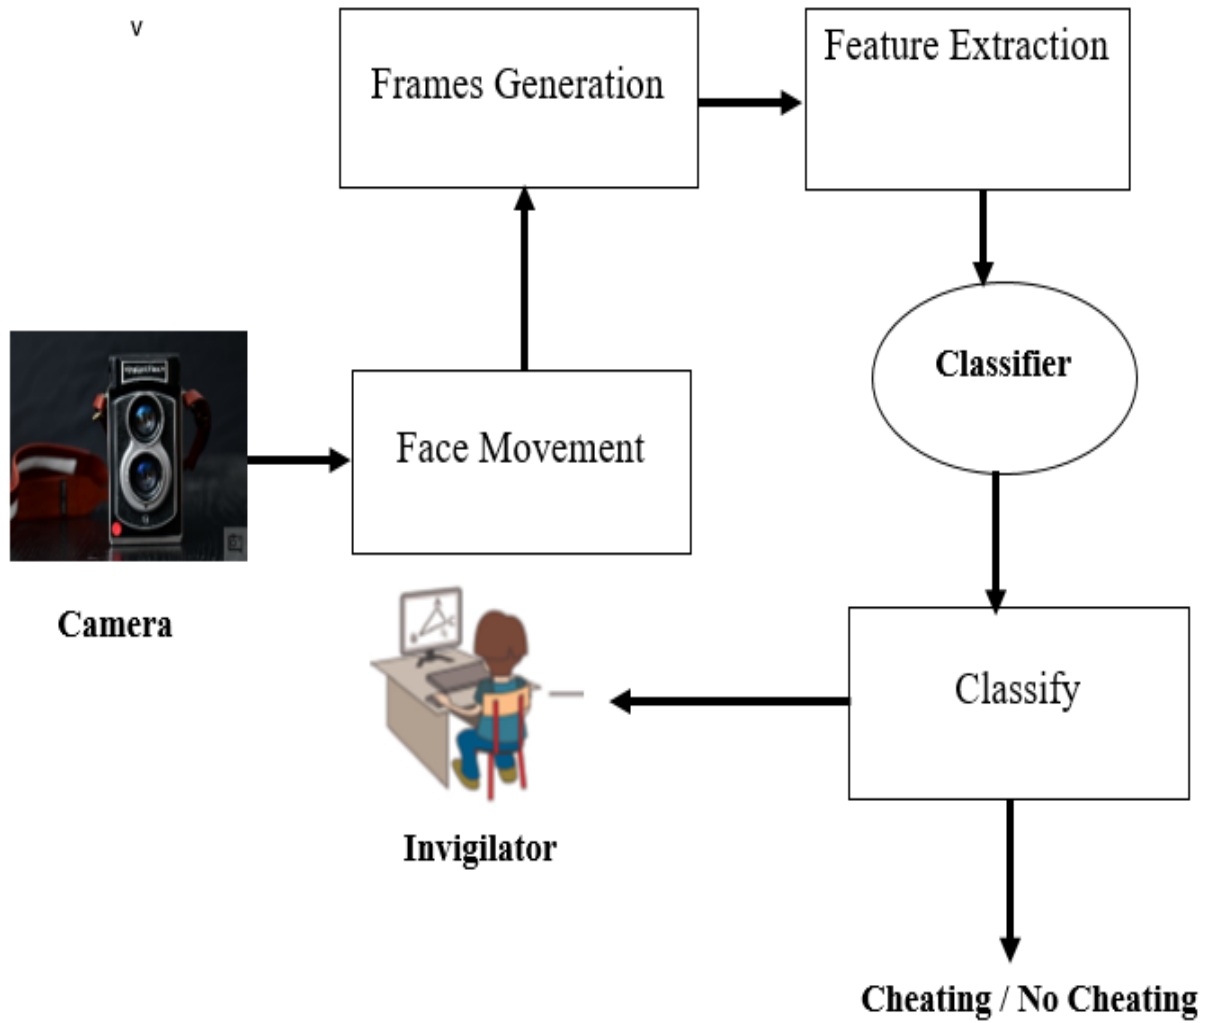 v
Frames Generation
Feature Extraction
Classifier
Face Movement
Camera
Classify
Invigilator
Cheating / No Cheating